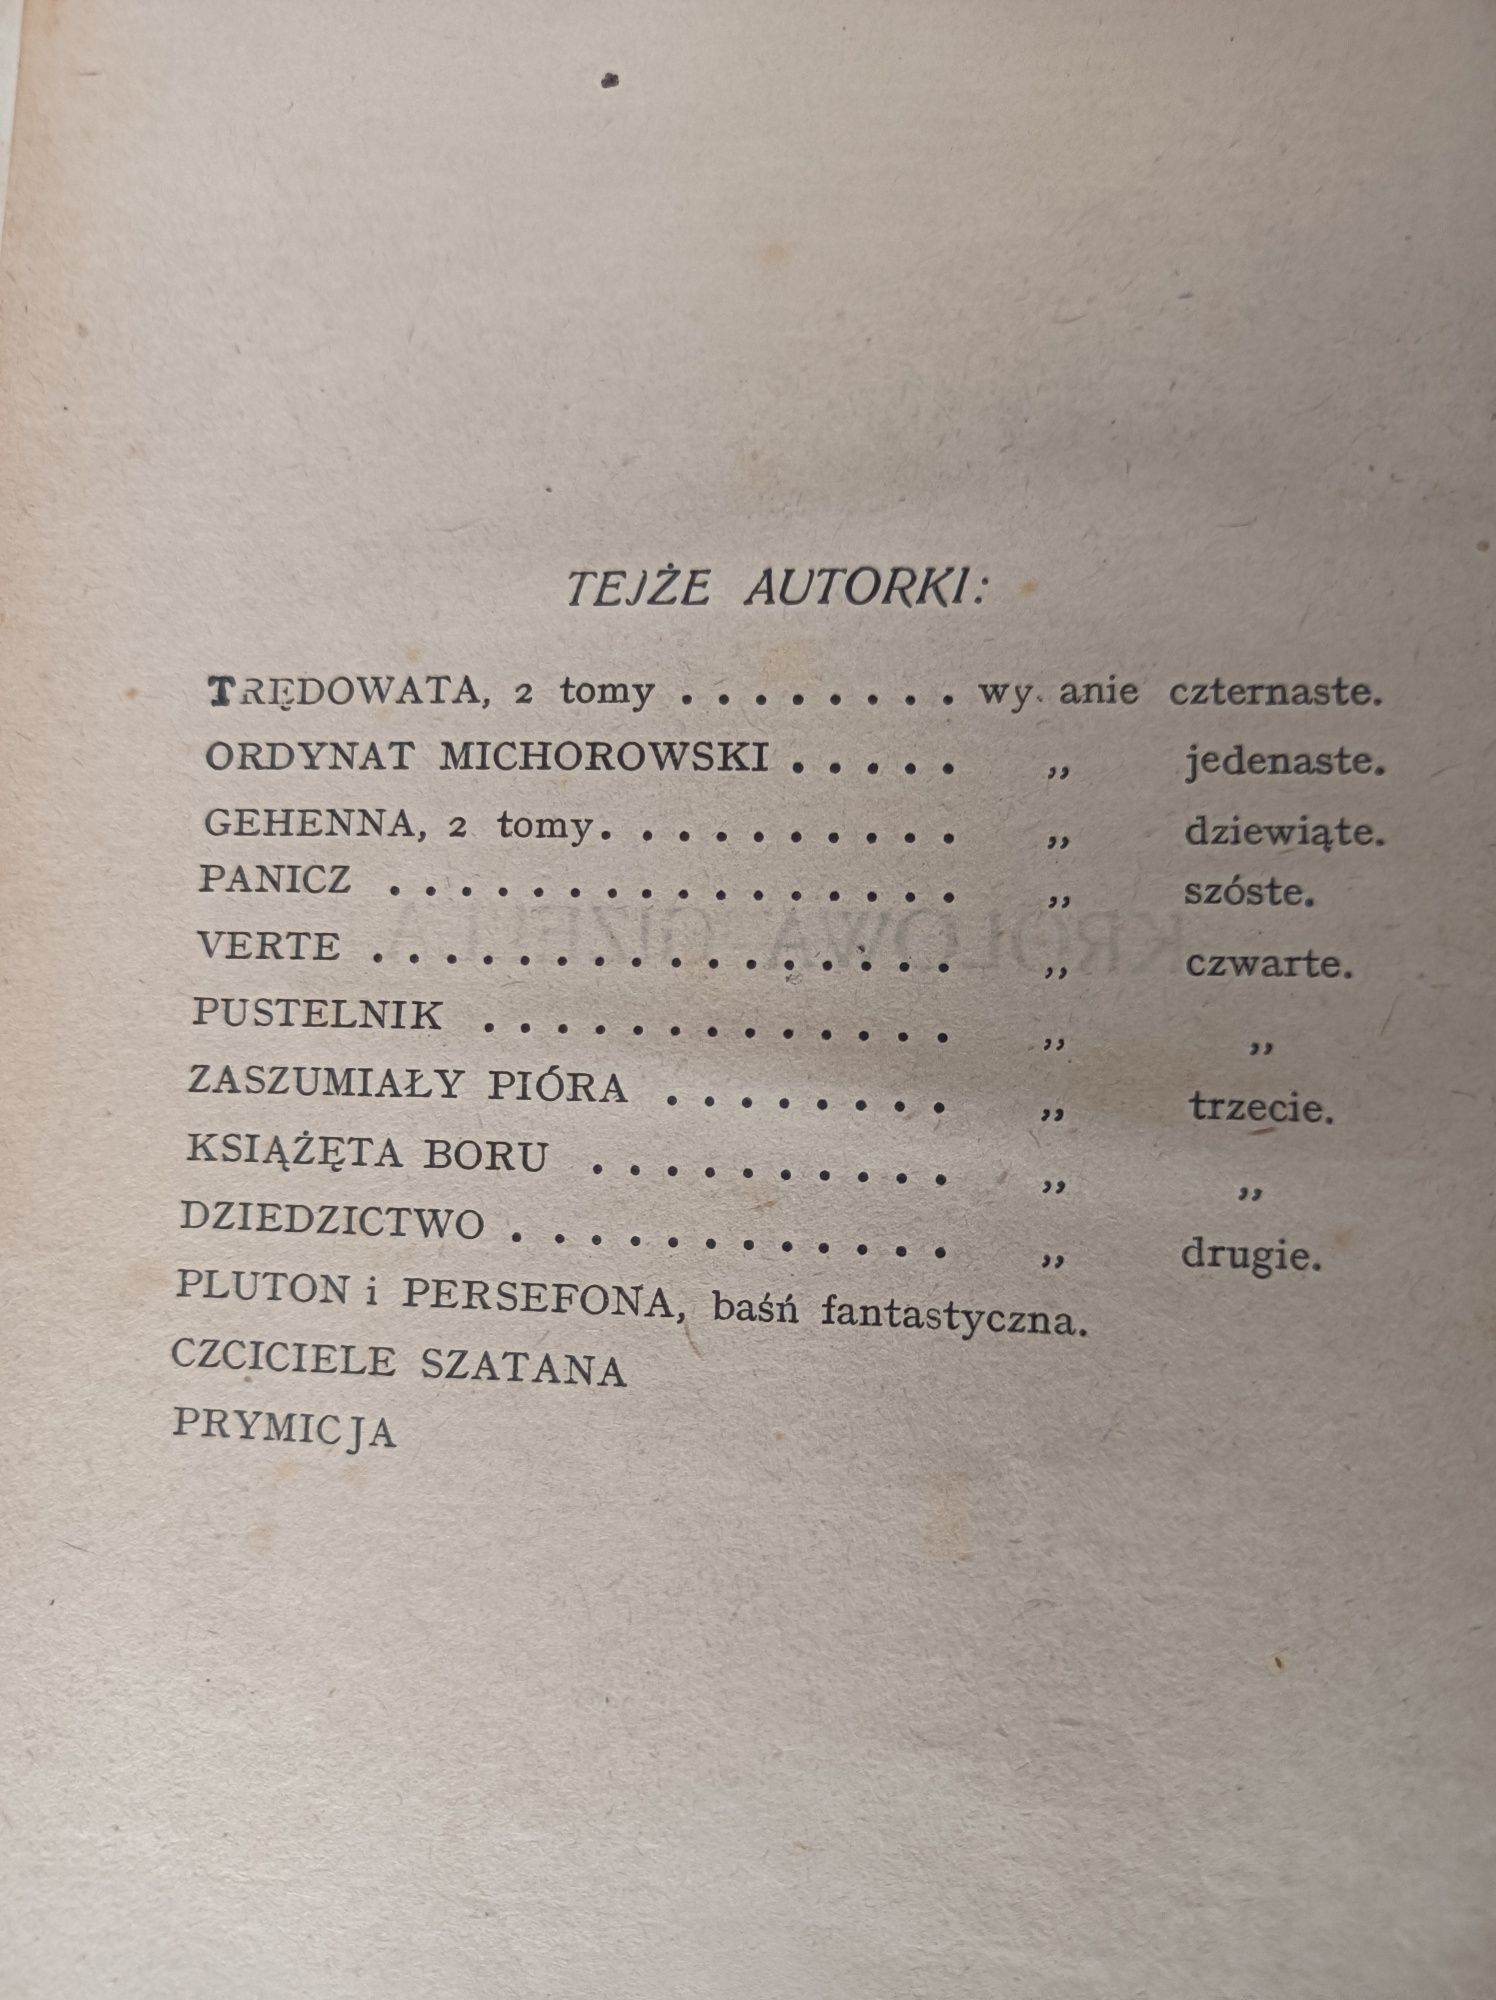 TEJŻE AUTORKI:
TRĘDOWATA, 2 tomy . . . . . . . . wy. anie czternaste.
ORDYNAT MICHOROWSKI . . . . . „ jedenaste.
GEHENNA, 2 tomy. . . . . . . . . . „ dziewiąte.
PANICZ . . . . . . . . . . . . . . . . „ szóste.
VERTE . . . . . . . . . . . . . . . . „ czwarte.
PUSTELNIK . . . . . . . . . . . . . „ „
ZASZUMIAŁY PIÓRA . . . . . . . . „ trzecie.
KSIĄŻĘTA BORU . . . . . . . . . . „ „
DZIEDZICTWO . . . . . . . . . . . . „ drugie.
PLUTON i PERSEFONA, baśń fantastyczna.
CZCICIELE SZATANA
PRYMICJA